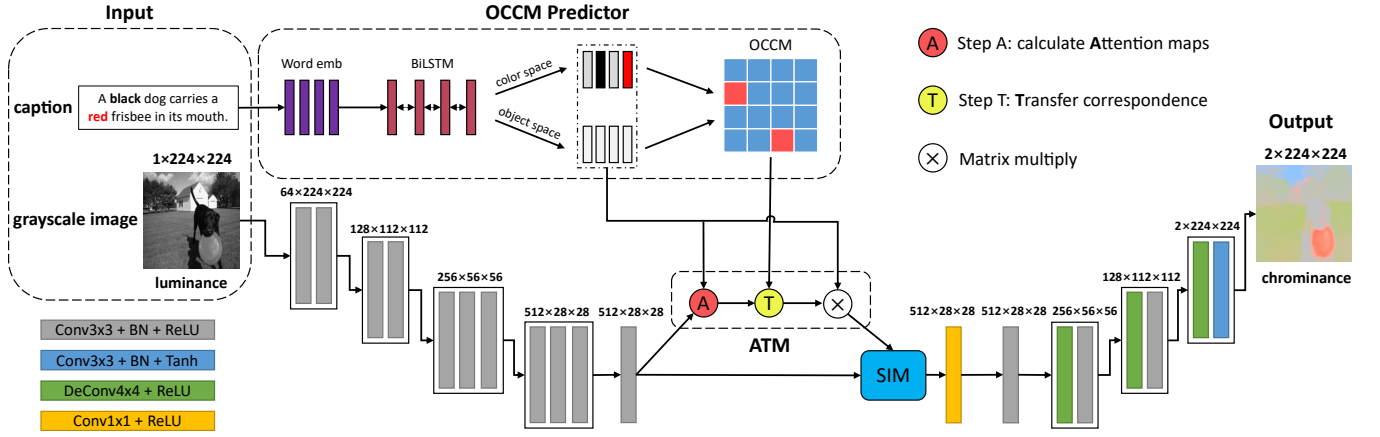 Input
OCCM Predictor
caption
A black dog carries a
red frisbee in its mouth.
Word emb
BiLSTM
color space
object space
OCCM
A
Step A: calculate Attention maps
T
Step T: Transfer correspondence
×
Matrix multiply
Output
2×224×224
chrominance
1×224×224
grayscale image
luminance
64×224×224
128×112×112
256×56×56
512×28×28
512×28×28
A
T
×
ATM
SIM
512×28×28
512×28×28
256×56×56
128×112×112
2×224×224
Conv3x3 + BN + ReLU
Conv3x3 + BN + Tanh
DeConv4x4 + ReLU
Conv1x1 + ReLU